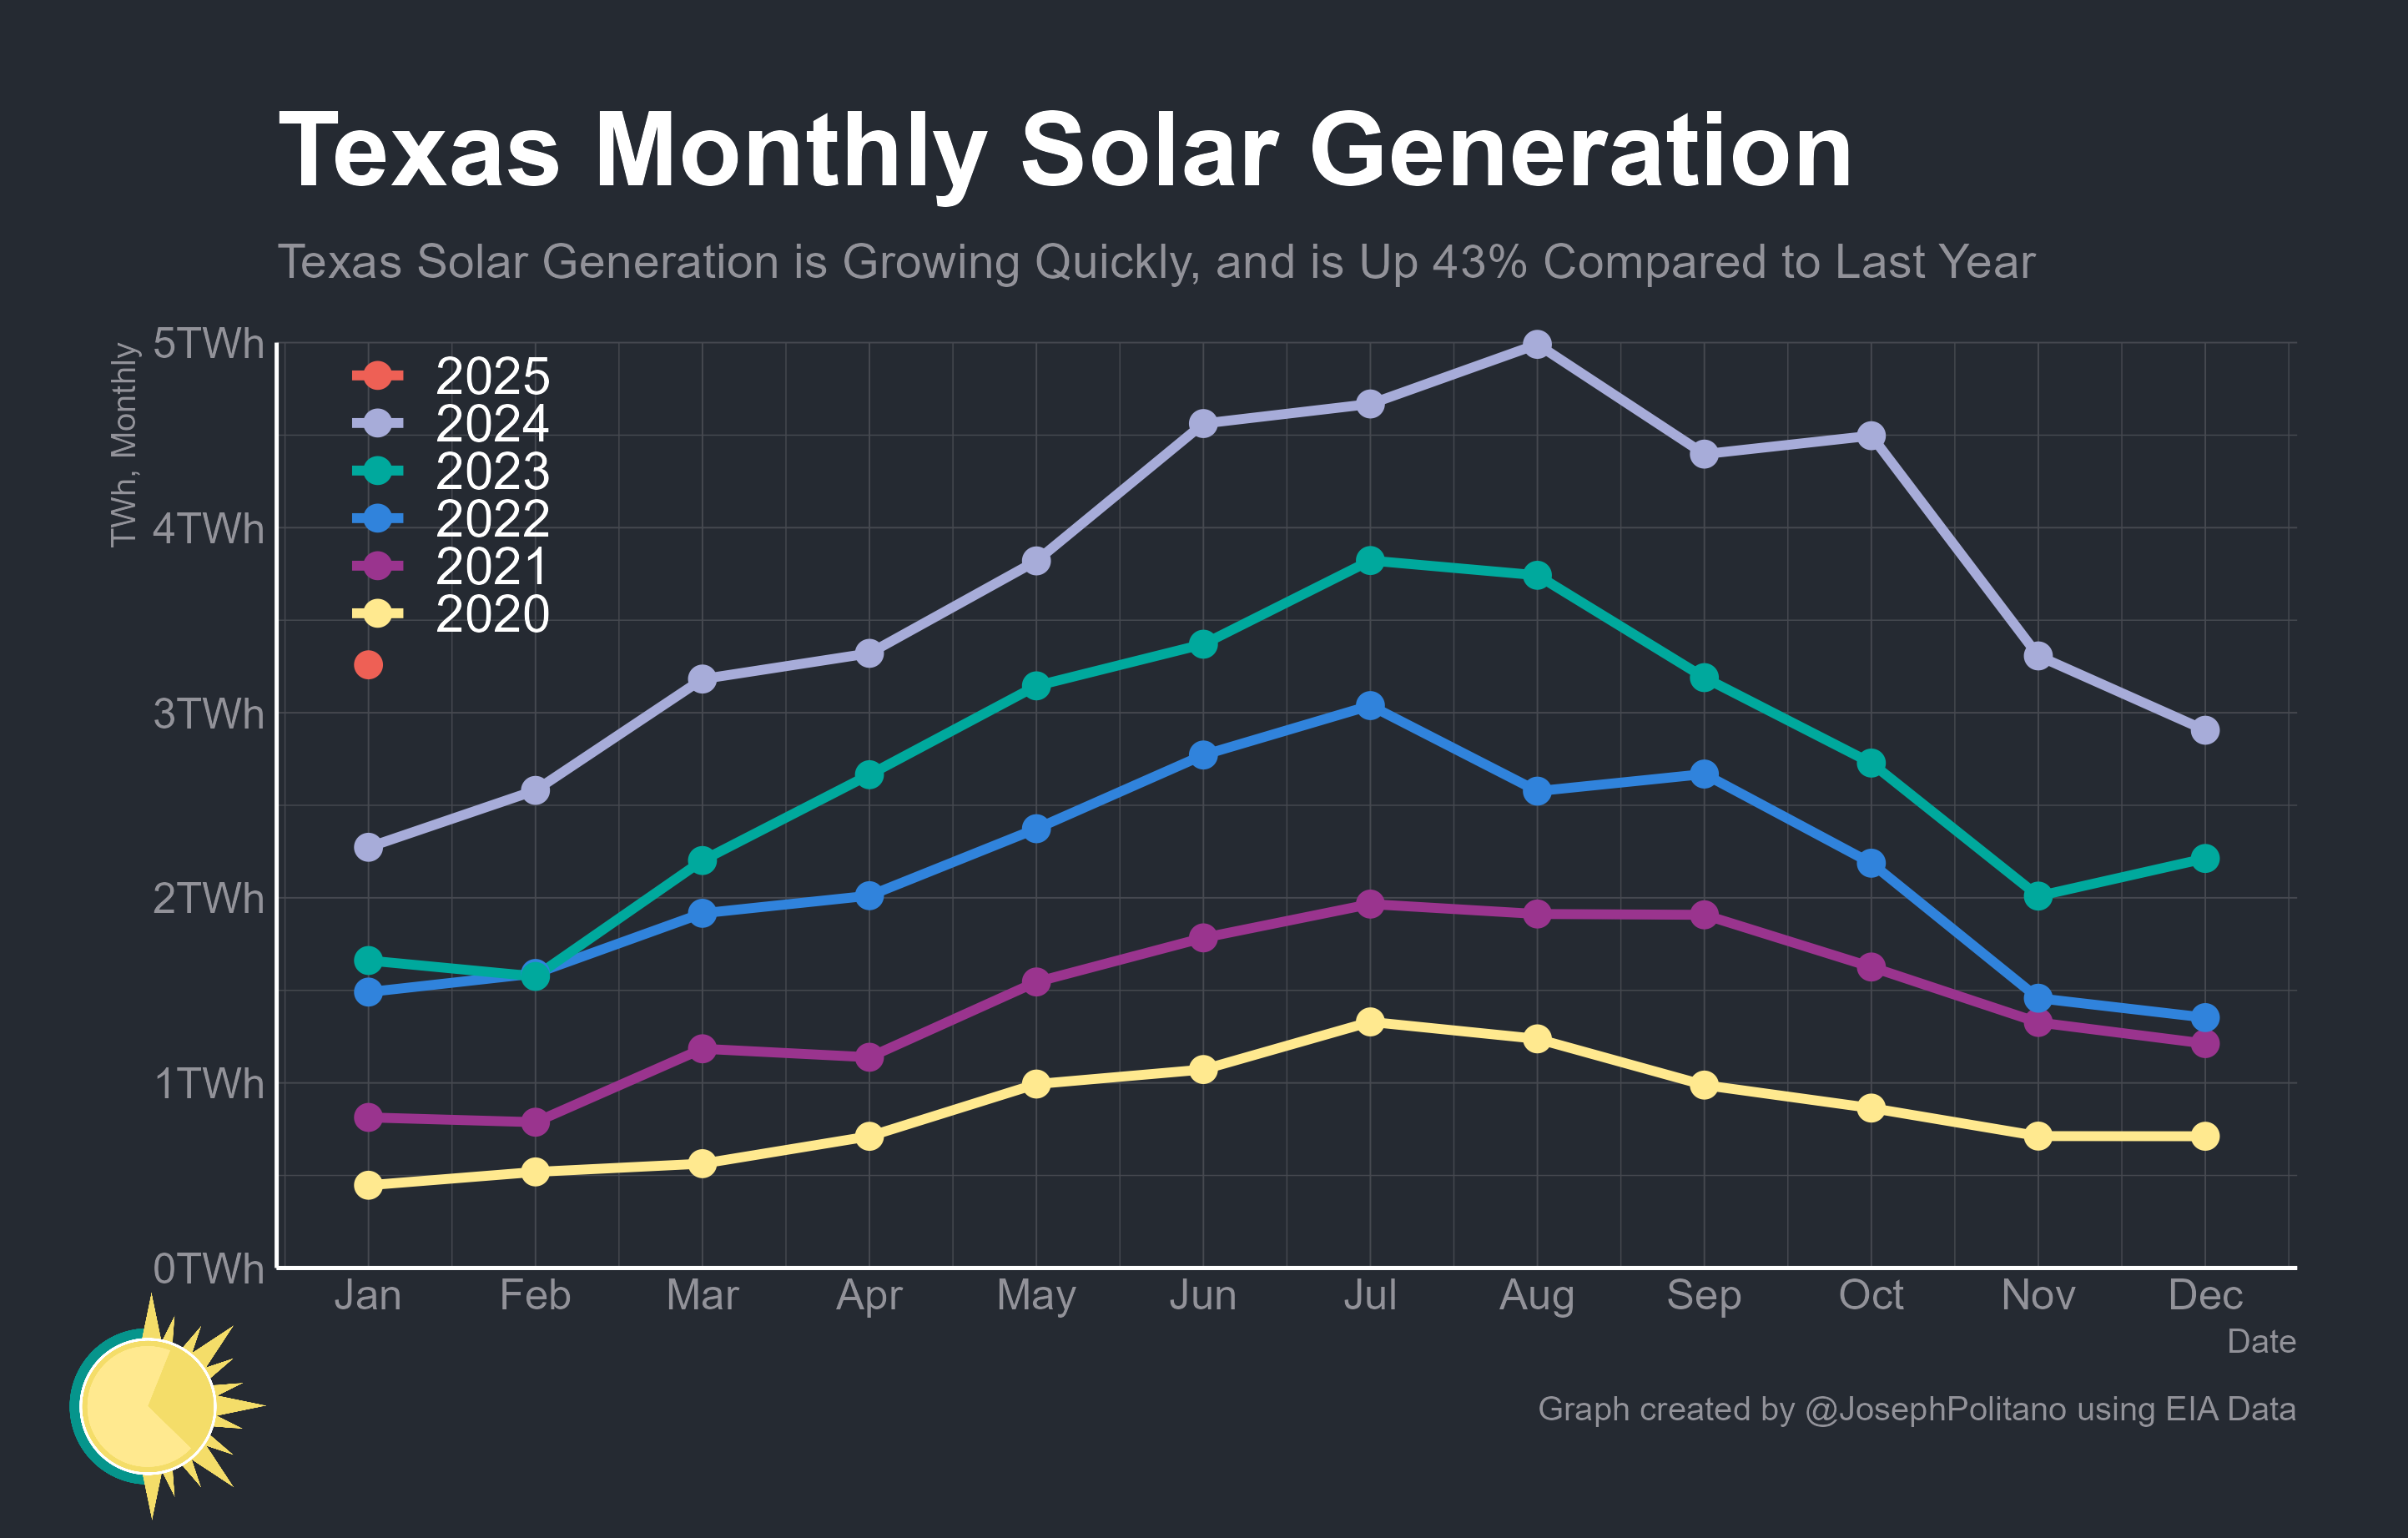 Texas Monthly Solar Generation
Texas Solar Generation is Growing Quickly, and is Up 43% Compared to Last Year
TWh, Monthly
5TWh
4TWh
3TWh
2TWh
1TWh
0TWh
2025
2024
2023
2022
2021
2020
Jan Feb Mar Apr May Jun Jul Aug Sep Oct Nov Dec
Date
Graph created by @JosephPolitano using EIA Data